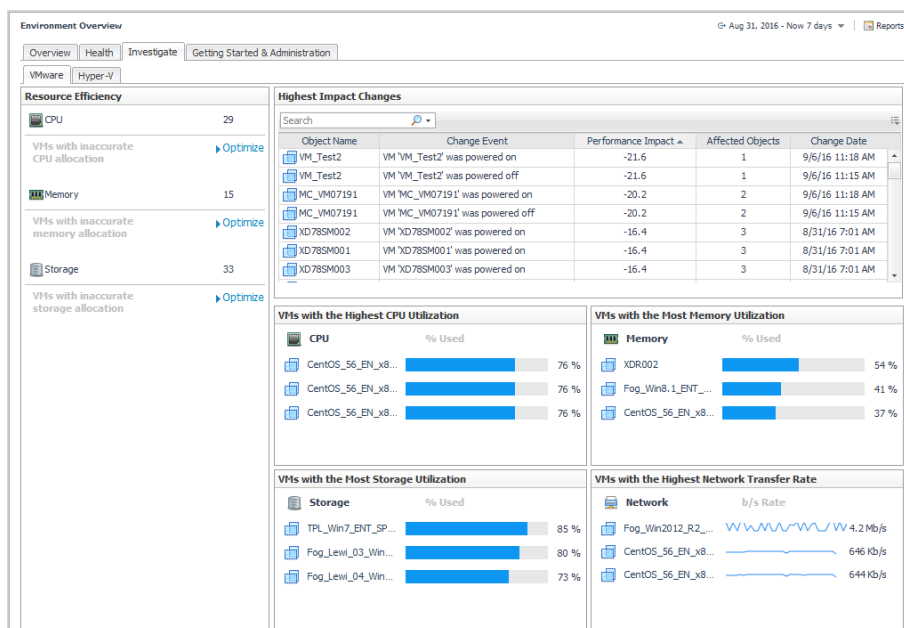 Environment Overview
Aug 31, 2016 - Now 7 days
Reports
Overview Health Investigate Getting Started & Administration
VMware Hyper-V
Resource Efficiency
CPU 29
VMs with inaccurate
CPU allocation
Optimize
Memory 15
VMs with inaccurate
memory allocation
Optimize
Storage 33
VMs with inaccurate
storage allocation
Optimize
Highest Impact Changes
Search
Object Name Change Event Performance Impact Affected Objects Change Date
VM_Test2 VM 'VM_Test2' was powered on -21.6 1 9/6/16 11:18 AM
VM_Test2 VM 'VM_Test2' was powered off -21.6 1 9/6/16 11:15 AM
MC_VM07191 VM 'MC_VM07191' was powered on -20.2 2 9/6/16 11:18 AM
MC_VM07191 VM 'MC_VM07191' was powered off -20.2 2 9/6/16 11:15 AM
XD78SM002 VM 'XD78SM002' was powered on -16.4 3 8/31/16 7:01 AM
XD78SM001 VM 'XD78SM001' was powered on -16.4 3 8/31/16 7:01 AM
XD78SM003 VM 'XD78SM003' was powered on -16.4 3 8/31/16 7:01 AM
VMs with the Highest CPU Utilization
CPU % Used
CentOS_56_EN_x8... 76 %
CentOS_56_EN_x8... 76 %
CentOS_56_EN_x8... 76 %
VMs with the Most Memory Utilization
Memory % Used
XDR002 54 %
Fog_Win8.1_ENT_... 41 %
CentOS_56_EN_x8... 37 %
VMs with the Most Storage Utilization
Storage % Used
TPL_Win7_ENT_SP... 85 %
Fog_Lewi_03_Win... 80 %
Fog_Lewi_04_Win... 73 %
VMs with the Highest Network Transfer Rate
Network b/s Rate
Fog_Win2012_R2_... 4.2 Mb/s
CentOS_56_EN_x8... 646 Kb/s
CentOS_56_EN_x8... 644 Kb/s